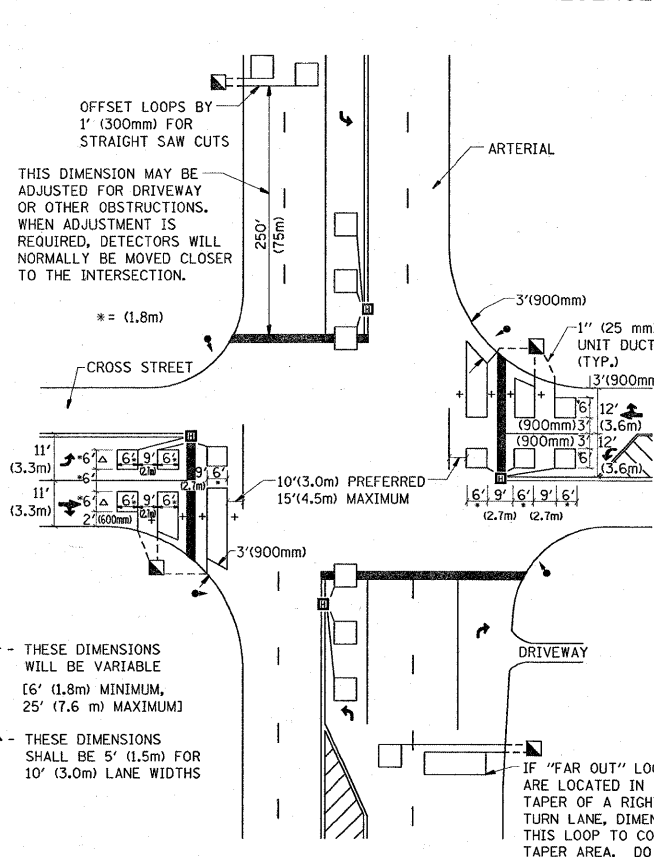 OFFSET LOOPS BY
1' (300mm) FOR
STRAIGHT SAW CUTS
THIS DIMENSION MAY BE
ADJUSTED FOR DRIVEWAY
OR OTHER OBSTRUCTIONS.
WHEN ADJUSTMENT IS
REQUIRED, DETECTORS WILL
NORMALLY BE MOVED CLOSER
TO THE INTERSECTION.
* = (1.8m)
250'
(75m)
ARTERIAL
3'(900mm)
1" (25 mm
UNIT DUCT
(TYP.)
CROSS STREET
3'(900mm
6'
12'
(3.6m)
(900mm) 3'
(900mm) 3'
12'
(3.6m)
6'
6' 9' 6' 9' 6'
* * *
(2.7m) (2.7m)
11'
(3.3m)
*6'
6'* 9' 6'*
(2.7m)
9' 6'
(2.7m) *
*6'
11'
(3.3m)
*6'
6'* 9' 6'*
(2.7m)
2' (600mm)
10'(3.0m) PREFERRED
15'(4.5m) MAXIMUM
3'(900mm)
- THESE DIMENSIONS
WILL BE VARIABLE
[6' (1.8m) MINIMUM,
25' (7.6 m) MAXIMUM]
- THESE DIMENSIONS
SHALL BE 5' (1.5m) FOR
10' (3.0m) LANE WIDTHS
DRIVEWAY
IF "FAR OUT"
ARE LOCATED IN
TAPER OF A
TURN LANE,
THIS LOOP TO
TAPER AREA. DO
H
H
H
H